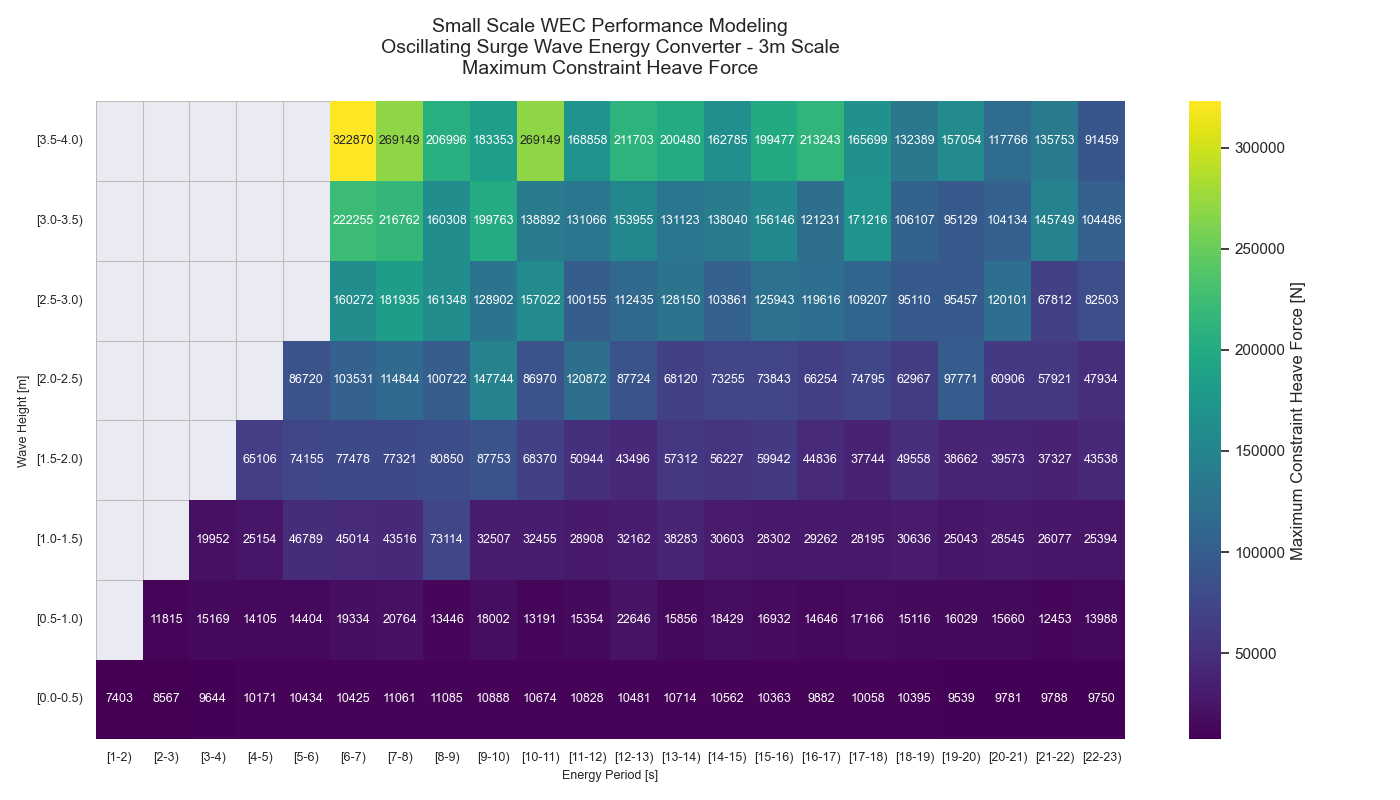 Small Scale WEC Performance Modeling
Oscillating Surge Wave Energy Converter - 3m Scale
Maximum Constraint Heave Force
[3.5-4.0) 322870 269149 206996 183353 269149 168858 211703 200480 162785 199477 213243 165699 132389 157054 117766 135753 91459
[3.0-3.5) 222255 216762 160308 199763 138892 131066 153955 131123 138040 156146 121231 171216 106107 95129 104134 145749 104486
[2.5-3.0) 160272 181935 161348 128902 157022 100155 112435 128150 103861 125943 119616 109207 95110 95457 120101 67812 82503
[2.0-2.5) 86720 103531 114844 100722 147744 86970 120872 87724 68120 73255 73843 66254 74795 62967 97771 60906 57921 47934
[1.5-2.0) 65106 74155 77478 77321 80850 87753 68370 50944 43496 57312 56227 59942 44836 37744 49558 38662 39573 37327 43538
[1.0-1.5) 19952 25154 46789 45014 43516 73114 32507 32455 28908 32162 38283 30603 28302 29262 28195 30636 25043 28545 26077 25394
[0.5-1.0) 11815 15169 14105 14404 19334 20764 13446 18002 13191 15354 22646 15856 18429 16932 14646 17166 15116 16029 15660 12453 13988
[0.0-0.5) 7403 8567 9644 10171 10434 10425 11061 11085 10888 10674 10828 10481 10714 10562 10363 9882 10058 10395 9539 9781 9788 9750
[1-2) [2-3) [3-4) [4-5) [5-6) [6-7) [7-8) [8-9) [9-10) [10-11) [11-12) [12-13) [13-14) [14-15) [15-16) [16-17) [17-18) [18-19) [19-20) [20-21) [21-22) [22-23)
Energy Period [s]
Wave Height [m]
300000
250000
200000
150000
100000
50000
Maximum Constraint Heave Force [N]